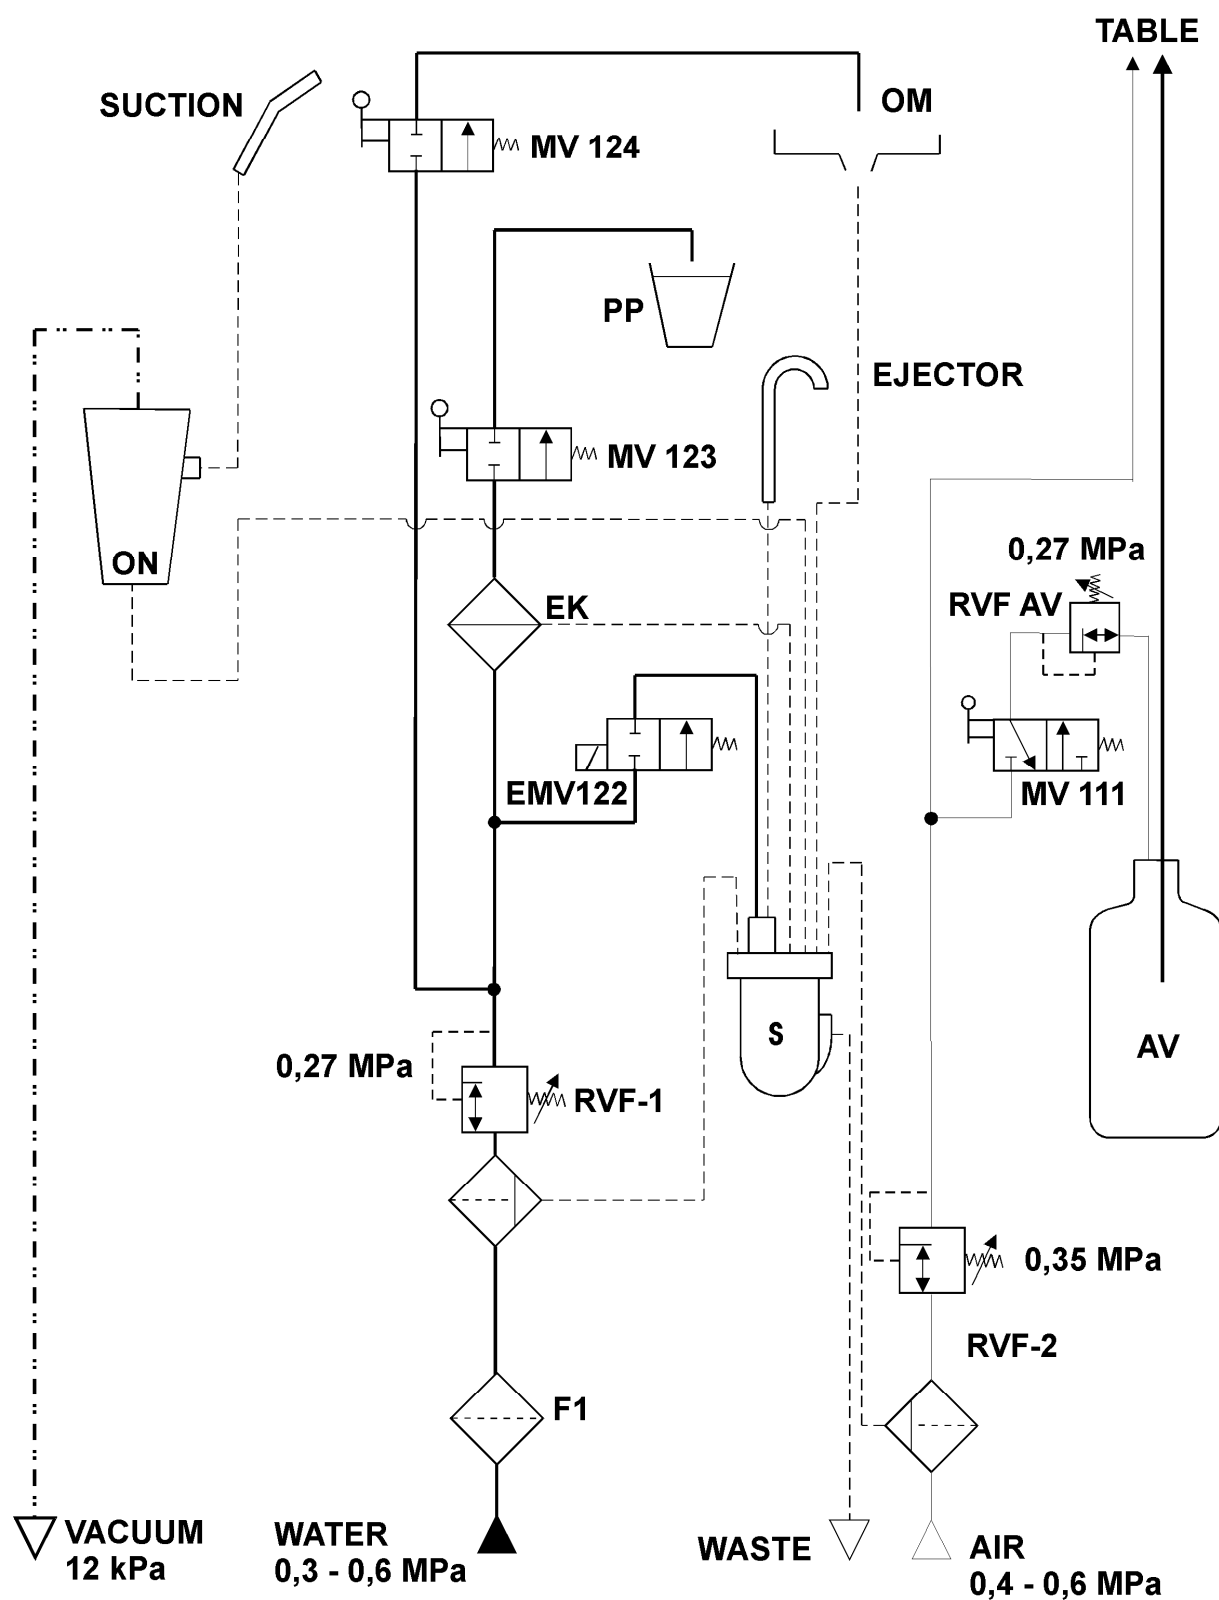 TABLE
SUCTION
OM
MV 124
PP
EJECTOR
MV 123
0,27 MPa
ON
EK
RVF AV
EMV122
MV 111
S
AV
0,27 MPa
RVF-1
0,35 MPa
RVF-2
F1
VACUUM
12 kPa
WATER
0,3 - 0,6 MPa
WASTE
AIR
0,4 - 0,6 MPa